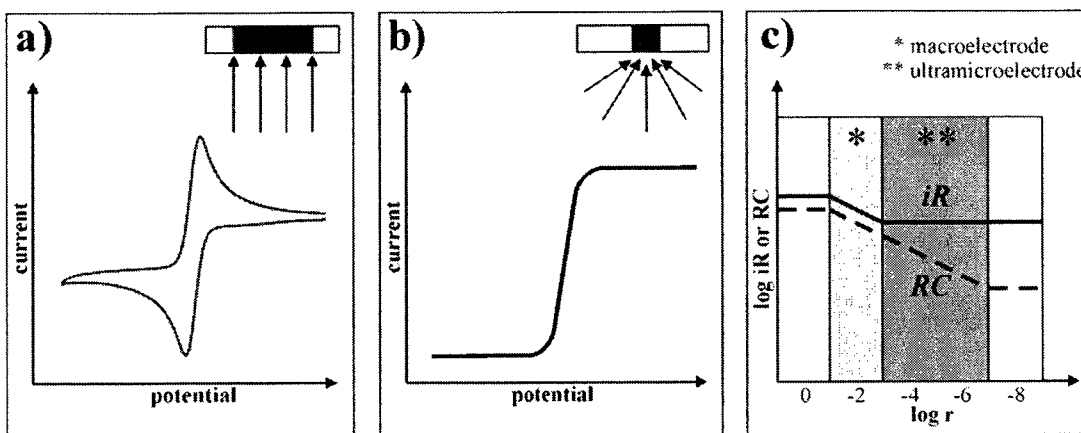 a)
current
potential
b)
current
potential
c)
* macroelectrode
** ultramicroelectrode
* **
iR
RC
log iR or RC
0 -2 -4 -6 -8
log r